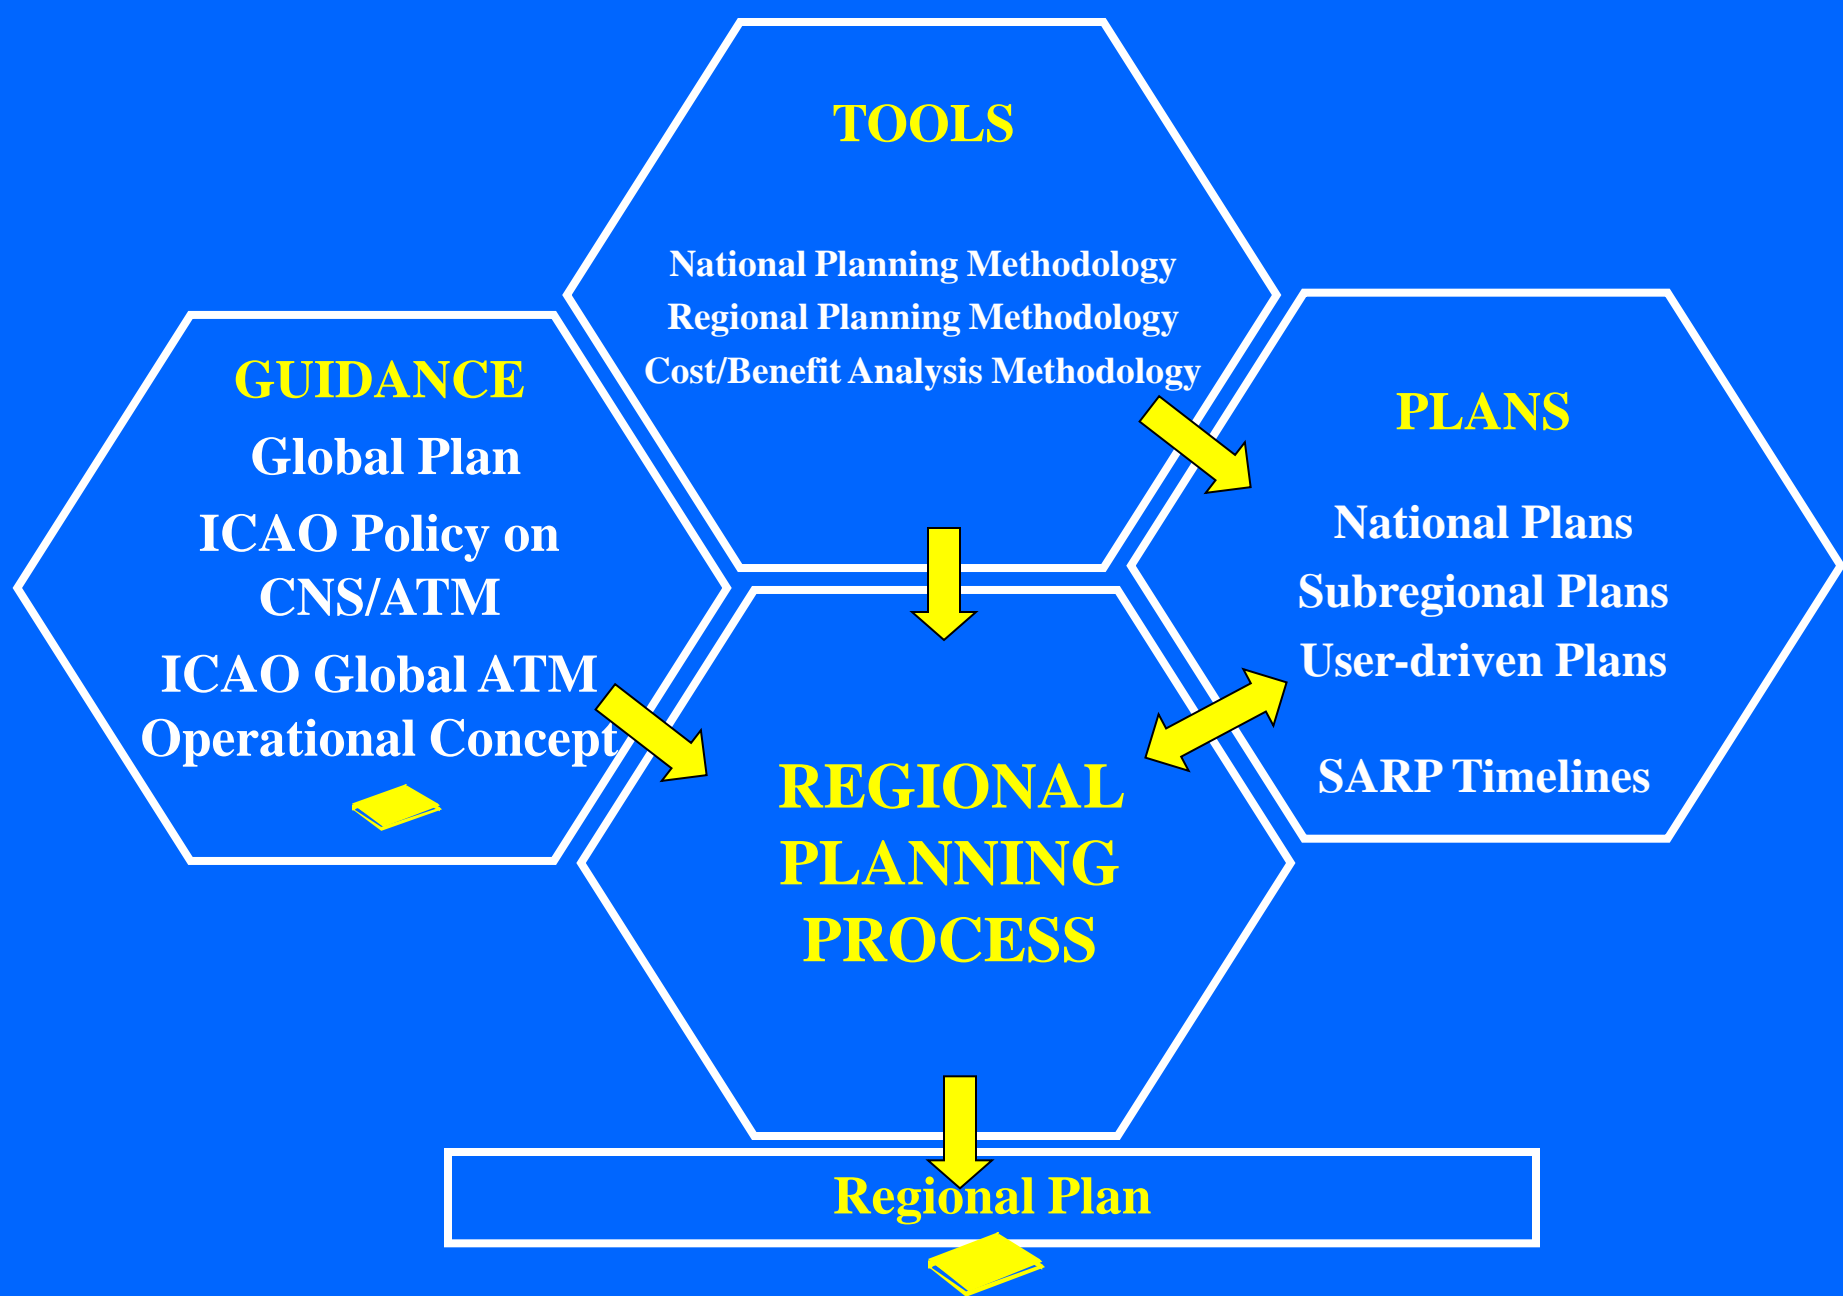 TOOLS
National Planning Methodology
Regional Planning Methodology
Cost/Benefit Analysis Methodology
GUIDANCE
Global Plan
ICAO Policy on
CNS/ATM
ICAO Global ATM
Operational Concept
PLANS
National Plans
Subregional Plans
User-driven Plans
SARP Timelines
REGIONAL
PLANNING
PROCESS
Regional Plan